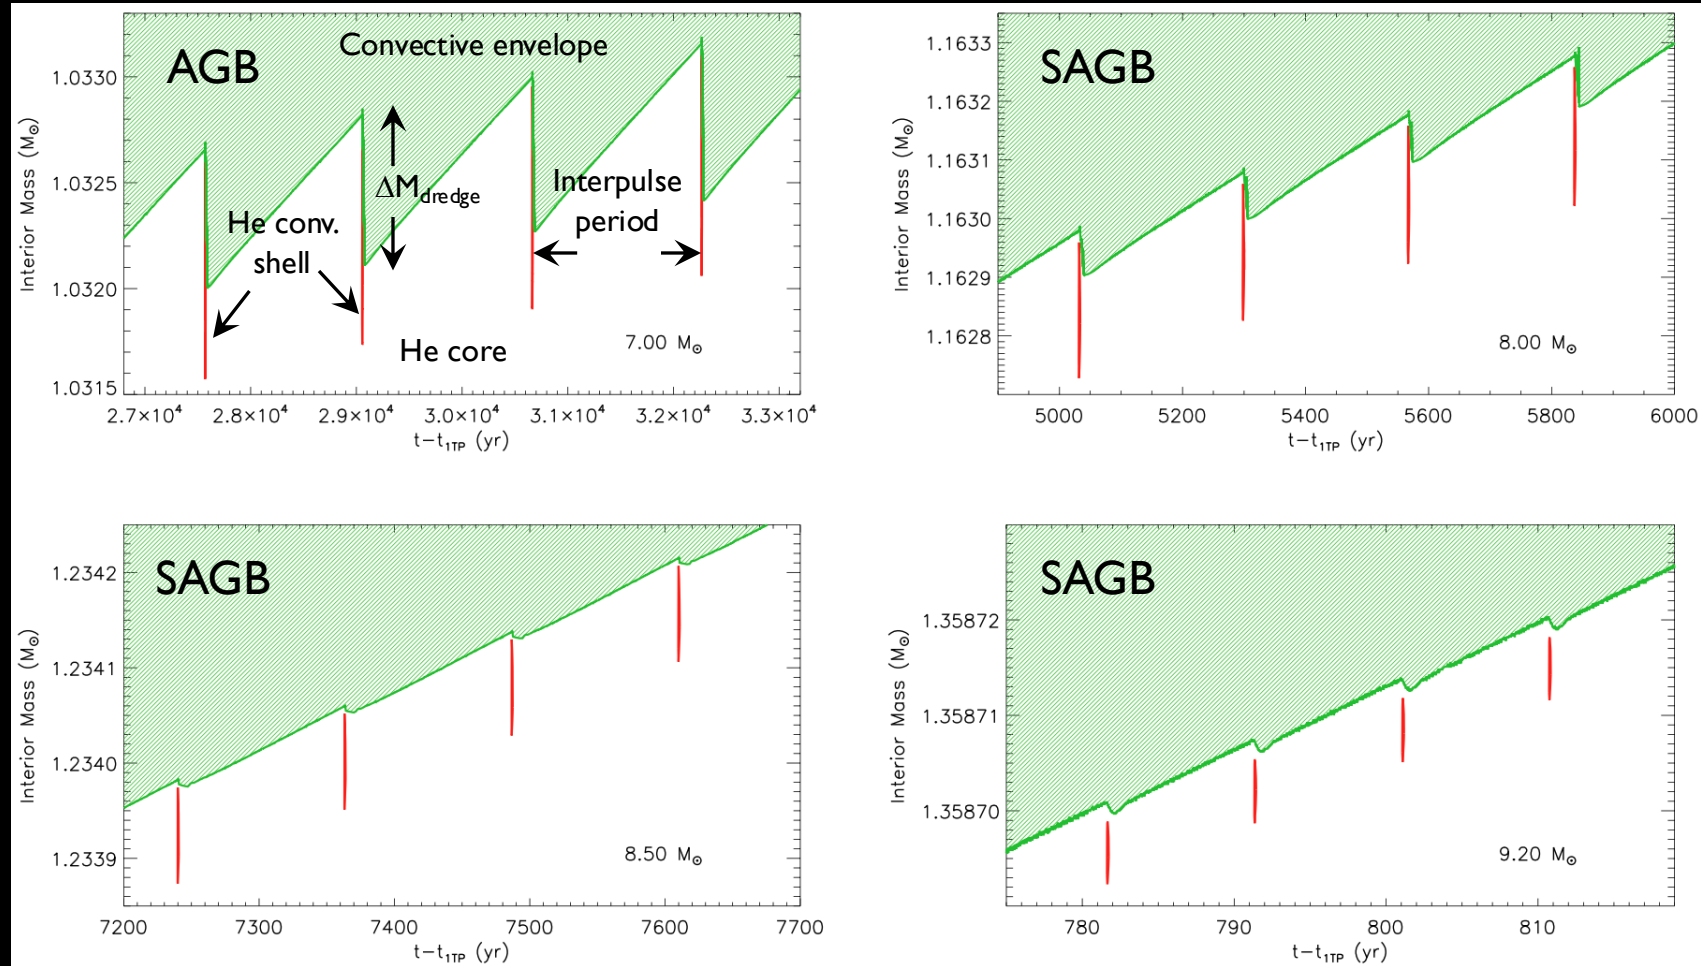 AGB
Convective envelope
ΔM_dredge
Interpulse
period
He conv.
shell
He core
7.00 M⊙
1.0330
1.0325
1.0320
1.0315
Interior Mass (M⊙)
2.7×10⁴ 2.8×10⁴ 2.9×10⁴ 3.0×10⁴ 3.1×10⁴ 3.2×10⁴ 3.3×10⁴
t−t₁TP (yr)
SAGB
8.00 M⊙
1.1633
1.1632
1.1631
1.1630
1.1629
1.1628
Interior Mass (M⊙)
5000 5200 5400 5600 5800 6000
t−t₁TP (yr)
SAGB
8.50 M⊙
1.2342
1.2341
1.2340
1.2339
Interior Mass (M⊙)
7200 7300 7400 7500 7600 7700
t−t₁TP (yr)
SAGB
9.20 M⊙
1.35872
1.35871
1.35870
Interior Mass (M⊙)
780 790 800 810
t−t₁TP (yr)